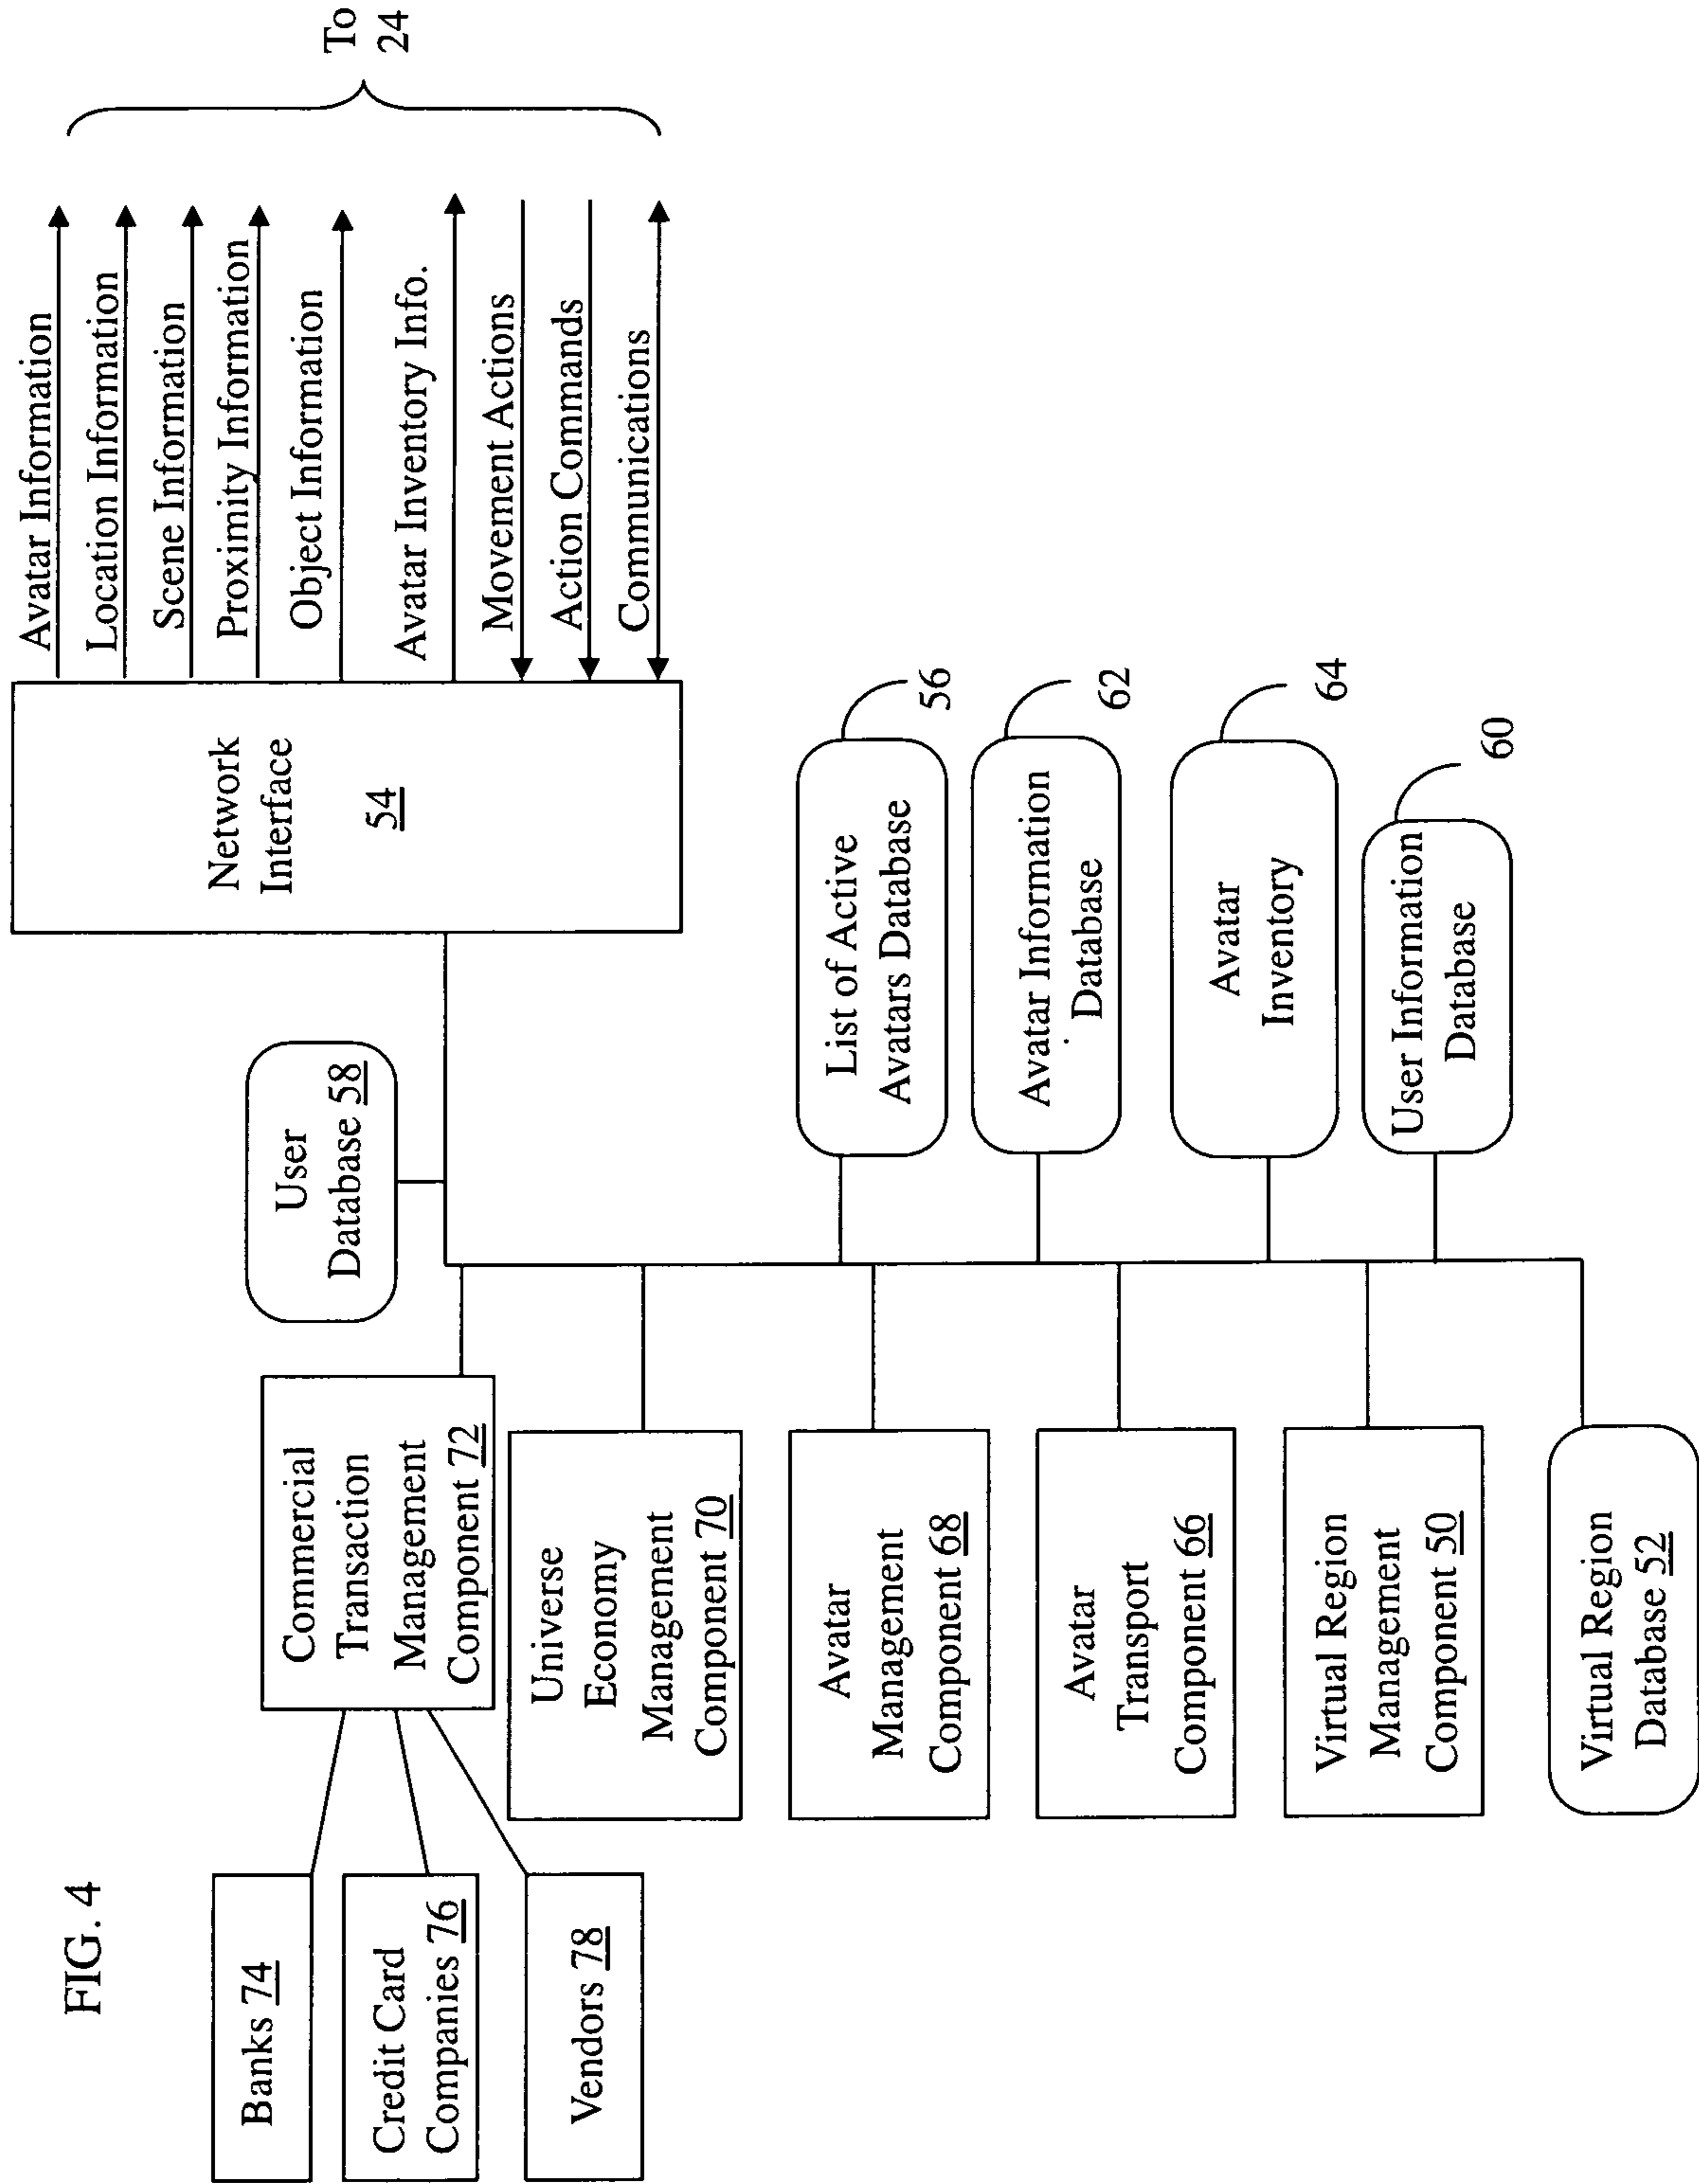 FIG. 4
Banks 74
Credit Card
Companies 76
Vendors 78
Commercial
Transaction
Management
Component 72
Universe
Economy
Management
Component 70
Avatar
Management
Component 68
Avatar
Transport
Component 66
Virtual Region
Management
Component 50
Virtual Region
Database 52
User
Database 58
List of Active
Avatars Database
56
Avatar Information
Database
62
Avatar
Inventory
64
User Information
Database
60
Network
Interface
54
Avatar Information
Location Information
Scene Information
Proximity Information
Object Information
Avatar Inventory Info.
Movement Actions
Action Commands
Communications
To
24